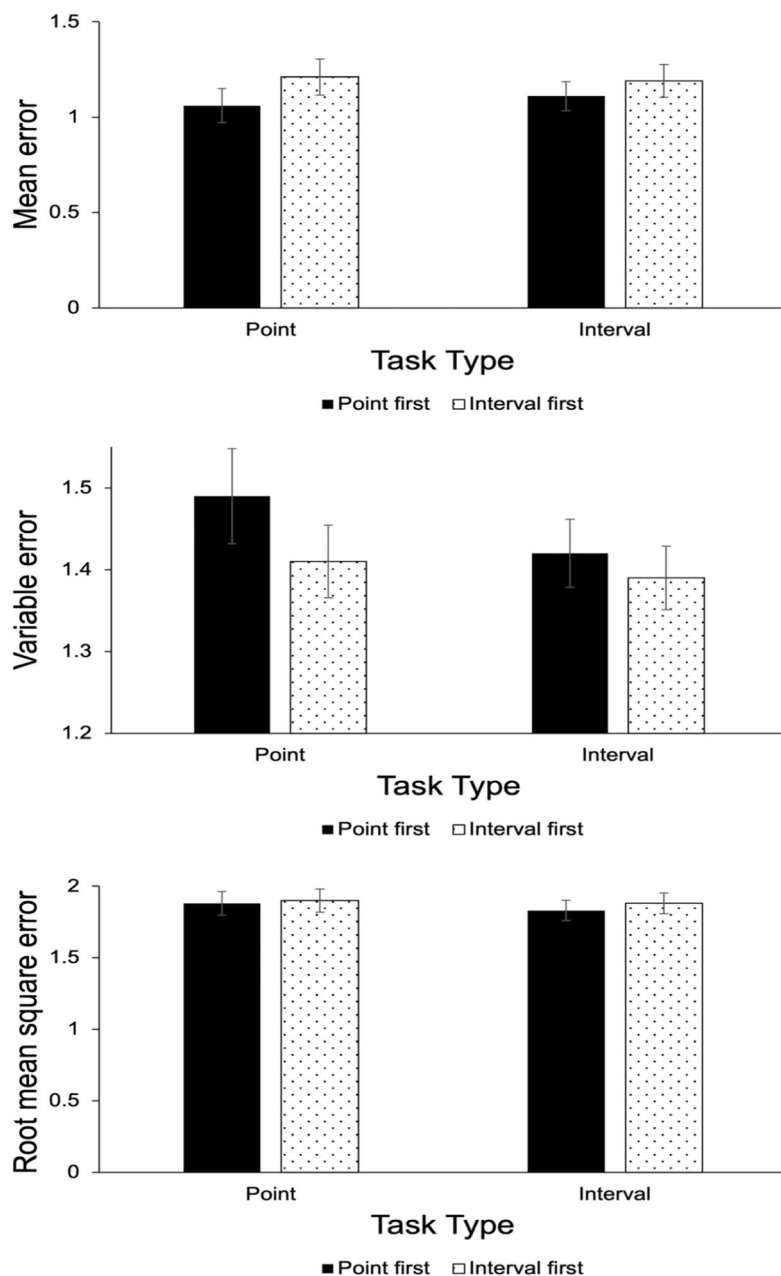 1.5
1
0.5
0
Mean error
Point
Interval
Task Type
Point first Interval first
1.5
1.4
1.3
1.2
Variable error
Point
Interval
Task Type
Point first Interval first
2
1.5
1
0.5
0
Root mean square error
Point
Interval
Task Type
Point first Interval first